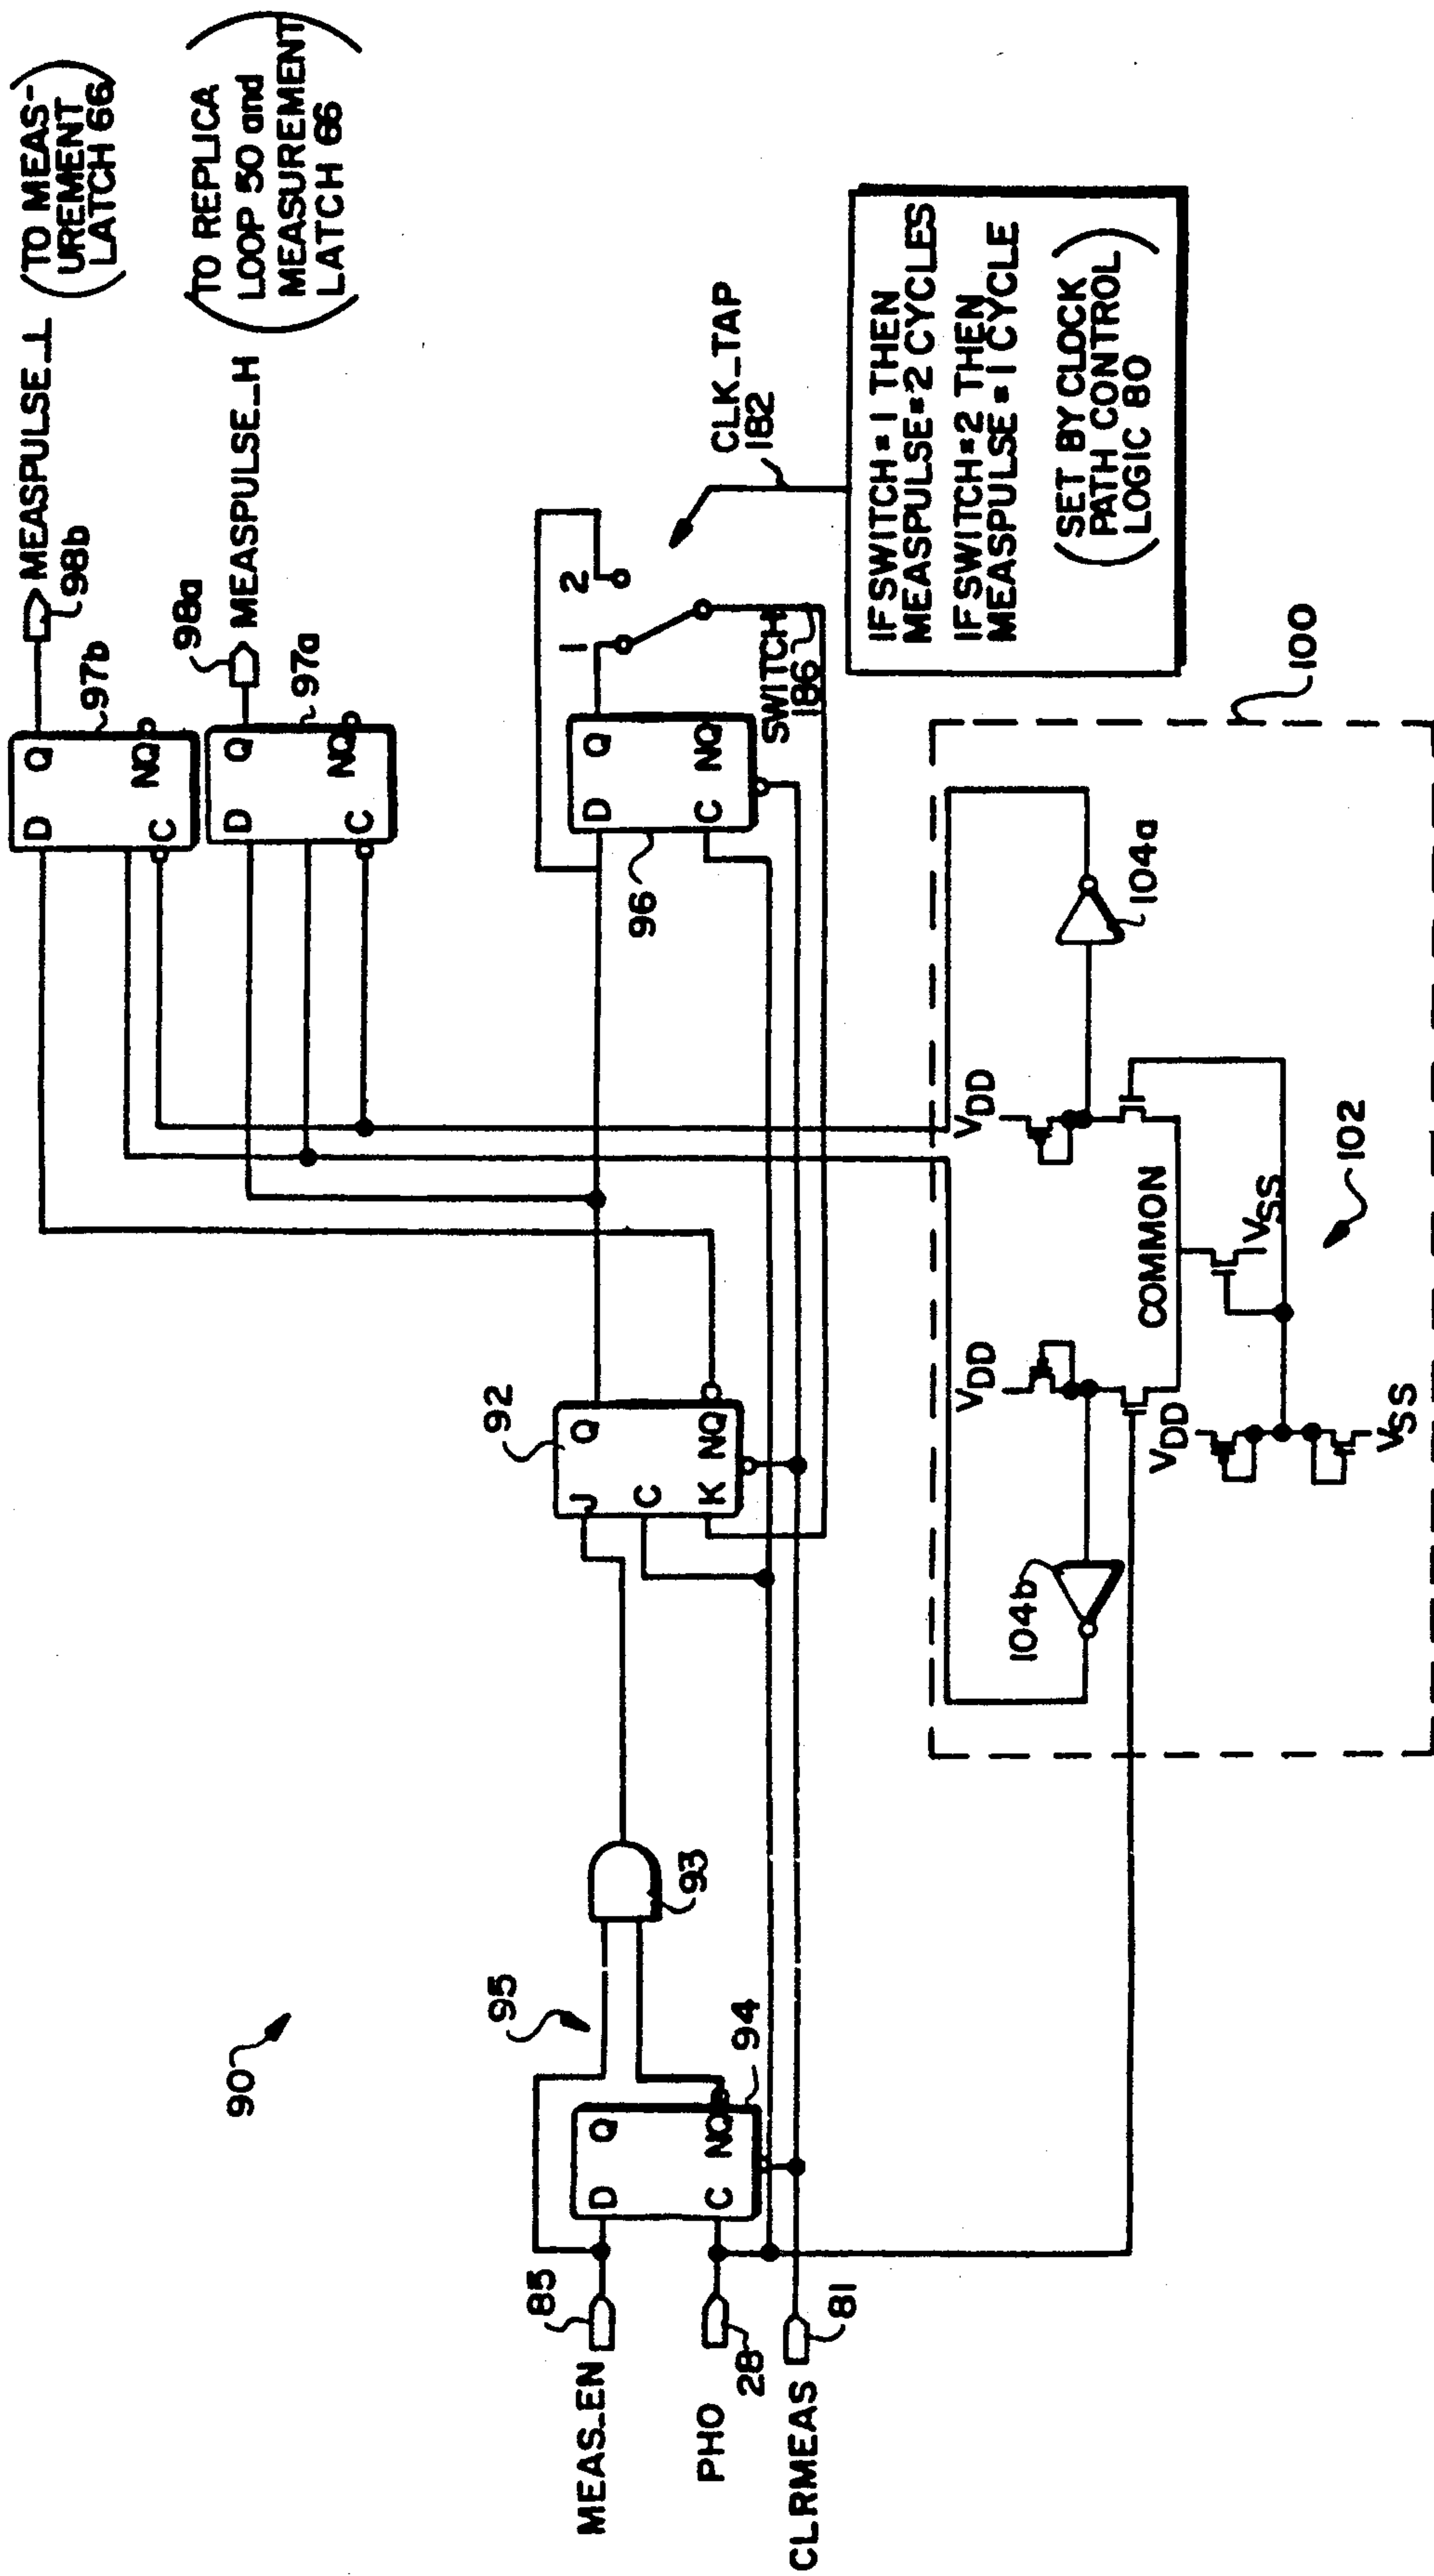 90
MEAS_EN
85
PHO
28
CLRMEAS
81
D
Q
C
NQ
94
95
93
92
J
Q
C
K
NQ
D
Q
C
NQ
96
D
Q
C
NQ
97b
98b
MEASPULSE_L
(TO MEAS-
UREMENT
LATCH 66)
D
Q
C
NQ
97a
98a
MEASPULSE_H
(TO REPLICA
LOOP 50 and
MEASUREMENT
LATCH 66)
1
2
SWITCH
186
CLK_TAP
182
IF SWITCH = 1 THEN
MEASPULSE = 2 CYCLES
IF SWITCH = 2 THEN
MEASPULSE = 1 CYCLE
(SET BY CLOCK
PATH CONTROL
LOGIC 80)
100
104b
104a
VDD
VDD
COMMON
VSS
VDD
VSS
102